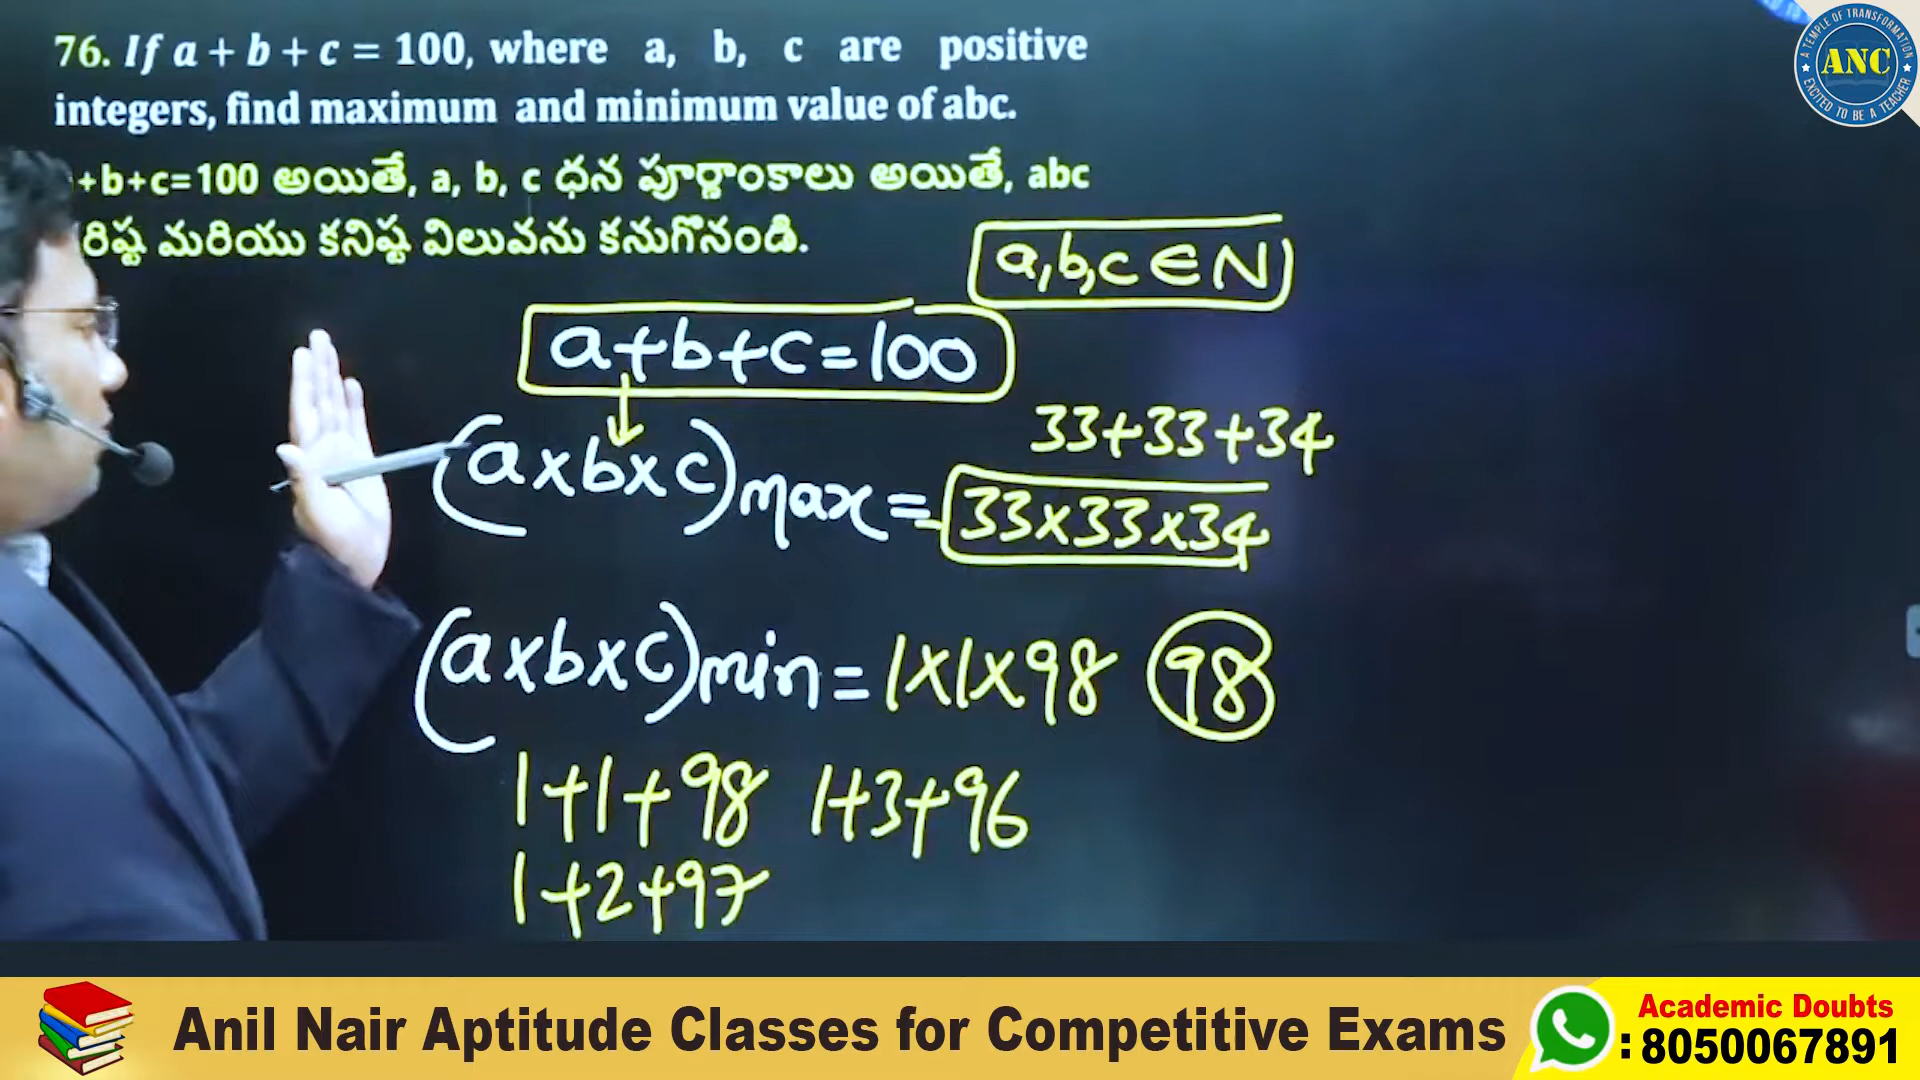 76. If a + b + c = 100, where a, b, c are positive
integers, find maximum and minimum value of abc.
+b+c=100 అయితే, a, b, c ధన పూర్ణాంకాలు అయితే, abc
మరియు కనిష్ట విలువను కనుగొనండి.
a,b,c ∈ N
a+b+c=100
33+33+34
(a×b×c)max = 33×33×34
(a×b×c)min = 1×1×98 98
1+1+98 1+3+96
1+2+97
A TEMPLE OF TRANSFORMATION
ANC
EXCITED TO BE A TEACHER
Anil Nair Aptitude Classes for Competitive Exams
Academic Doubts
: 8050067891